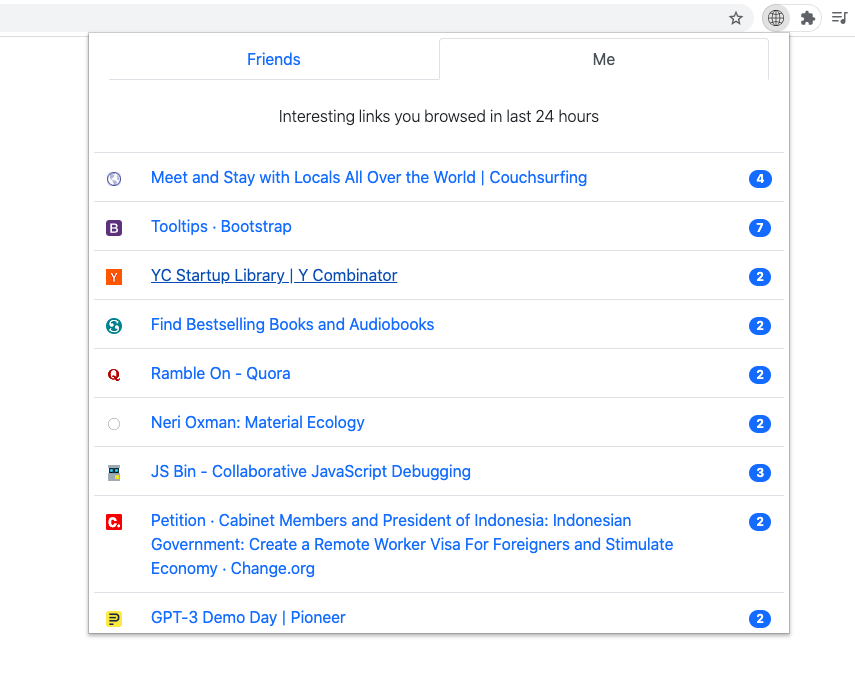 Friends
Me
Interesting links you browsed in last 24 hours
Meet and Stay with Locals All Over the World | Couchsurfing
4
B
Tooltips · Bootstrap
7
Y
YC Startup Library | Y Combinator
2
Find Bestselling Books and Audiobooks
2
Q
Ramble On - Quora
2
Neri Oxman: Material Ecology
2
JS Bin - Collaborative JavaScript Debugging
3
C.
Petition · Cabinet Members and President of Indonesia: Indonesian
2
Government: Create a Remote Worker Visa For Foreigners and Stimulate
Economy · Change.org
GPT-3 Demo Day | Pioneer
2